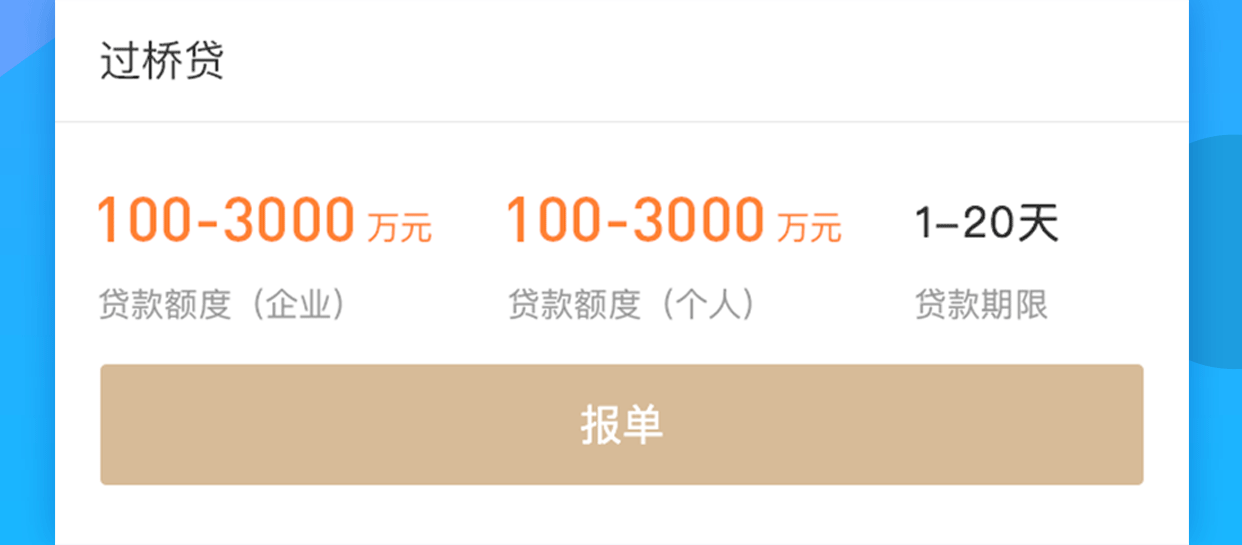 过桥贷
100-3000 万元 100-3000 万元 1-20天
贷款额度（企业） 贷款额度（个人） 贷款期限
报单